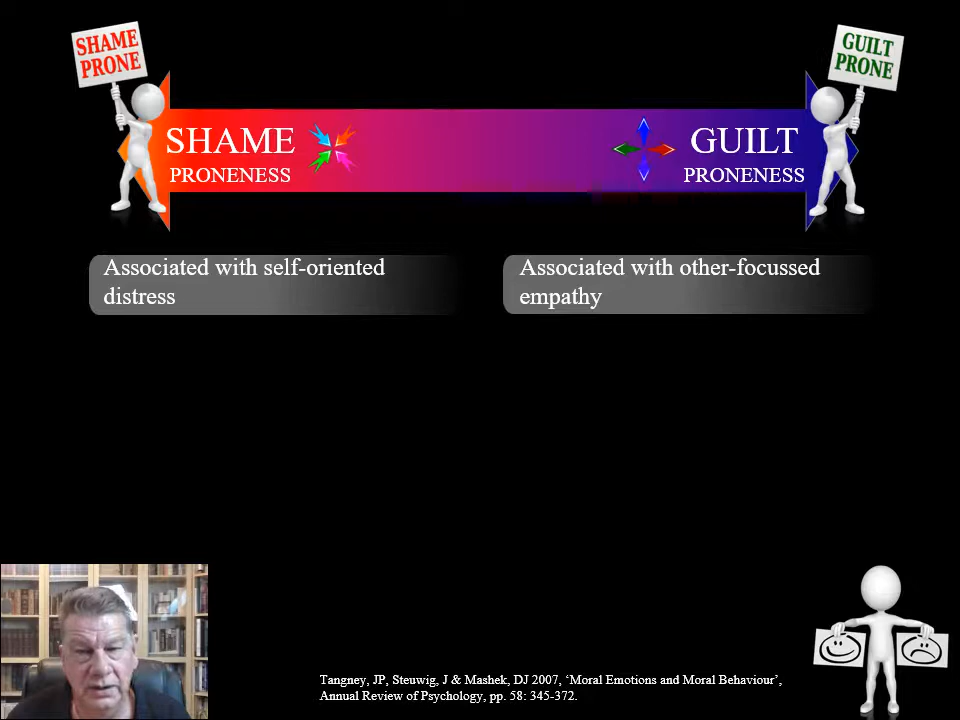 SHAME
PRONE
GUILT
PRONE
SHAME
PRONENESS
GUILT
PRONENESS
Associated with self-oriented
distress
Associated with other-focussed
empathy
Tangney, JP, Steuwig, J & Mashek, DJ 2007, ‘Moral Emotions and Moral Behaviour’,
Annual Review of Psychology, pp. 58: 345-372.